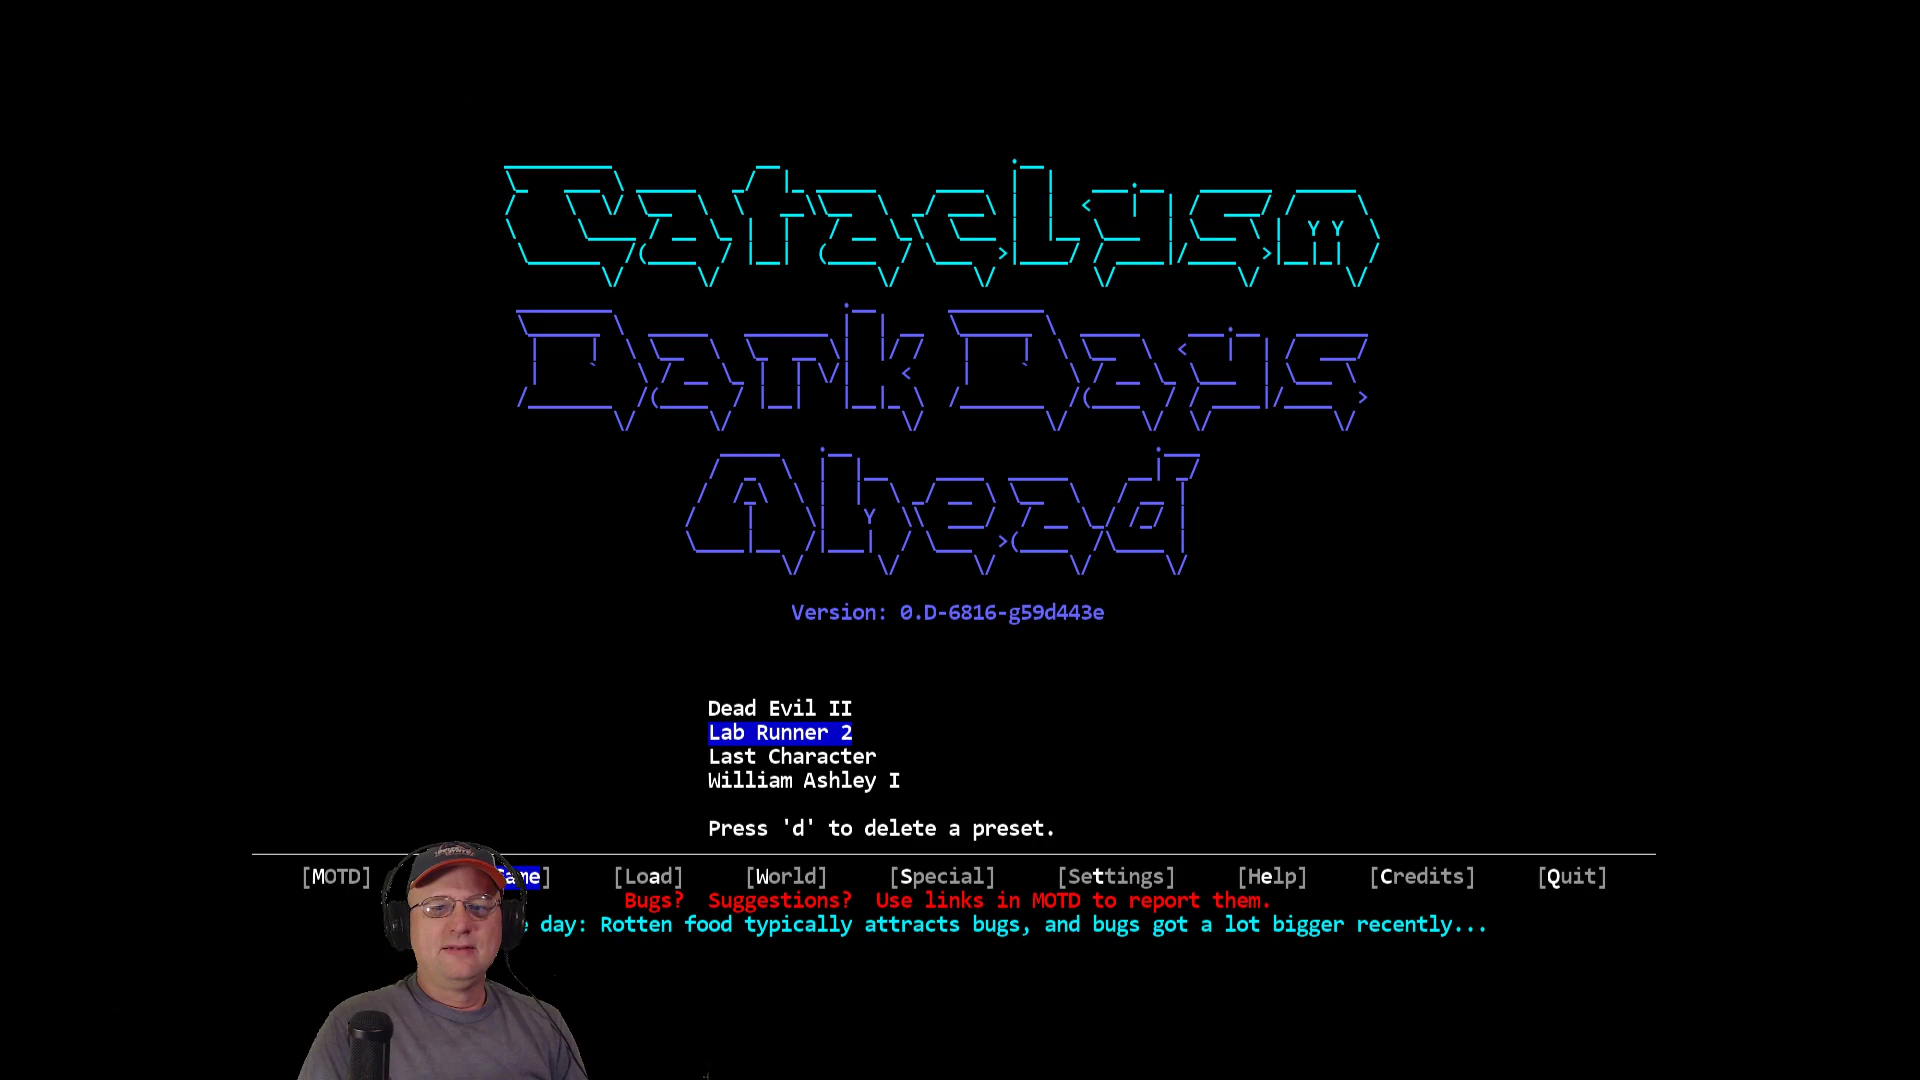 Cataclysm
Dark Days
Ahead
Version: 0.D-6816-g59d443e
Dead Evil II
Lab Runner 2
Last Character
William Ashley I
Press 'd' to delete a preset.
[MOTD] Game] [Load] [World] [Special] [Settings] [Help] [Credits] [Quit]
Bugs? Suggestions? Use links in MOTD to report them.
day: Rotten food typically attracts bugs, and bugs got a lot bigger recently...